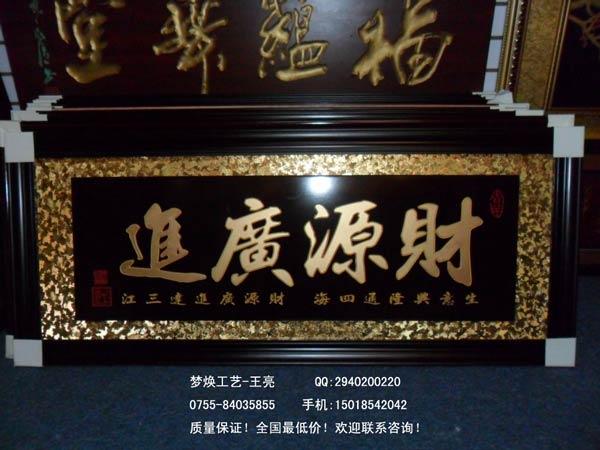 財源廣進
生意興隆通四海 財源廣進達三江
梦焕工艺-王亮 QQ:2940200220
0755-84035855 手机:15018542042
质量保证! 全国最低价! 欢迎联系咨询!